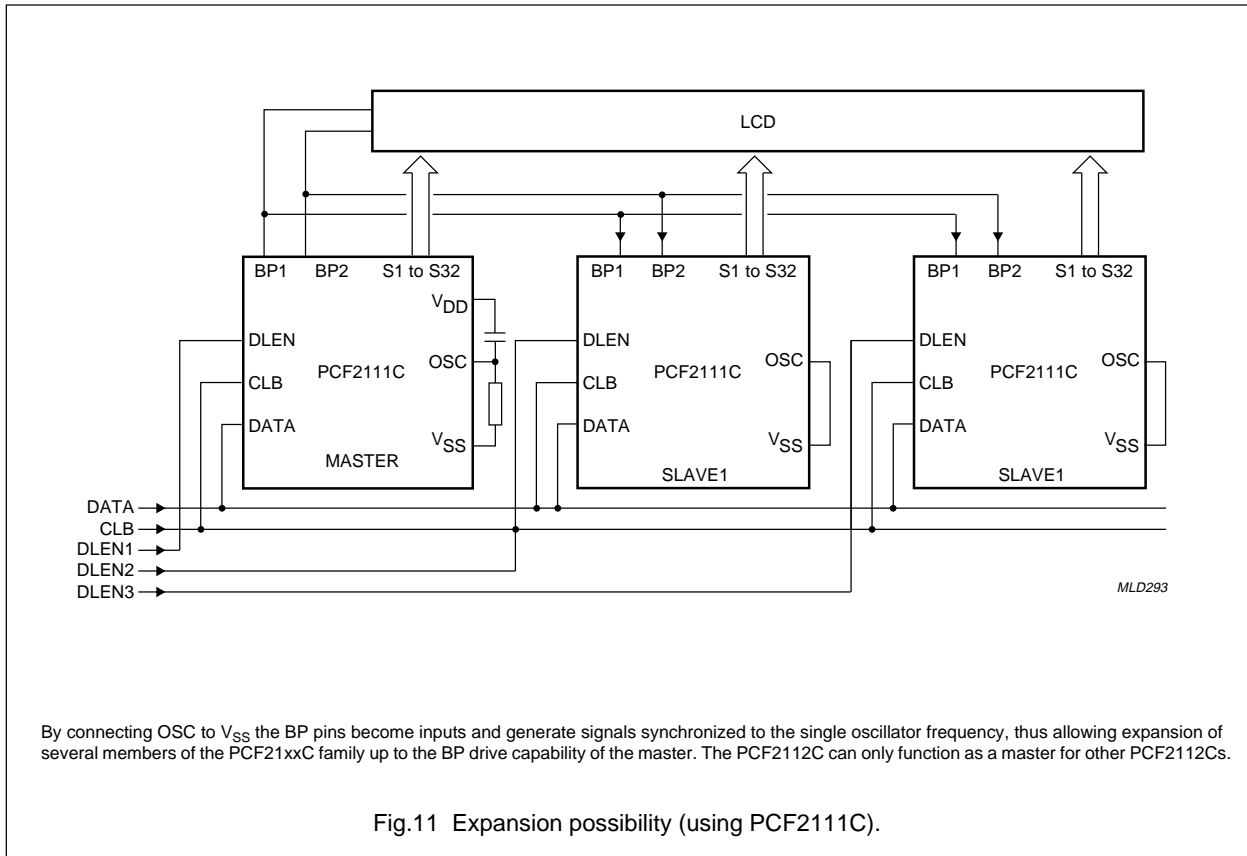 LCD
BP1 BP2 S1 to S32
BP1 BP2 S1 to S32
BP1 BP2 S1 to S32
VDD
DLEN
OSC
PCF2111C
CLB
DATA
VSS
MASTER
DLEN
OSC
PCF2111C
CLB
DATA
VSS
SLAVE1
DLEN
OSC
PCF2111C
CLB
DATA
VSS
SLAVE1
DATA
CLB
DLEN1
DLEN2
DLEN3
MLD293
By connecting OSC to VSS the BP pins become inputs and generate signals synchronized to the single oscillator frequency, thus allowing expansion of
several members of the PCF21xxC family up to the BP drive capability of the master. The PCF2112C can only function as a master for other PCF2112Cs.
Fig.11 Expansion possibility (using PCF2111C).